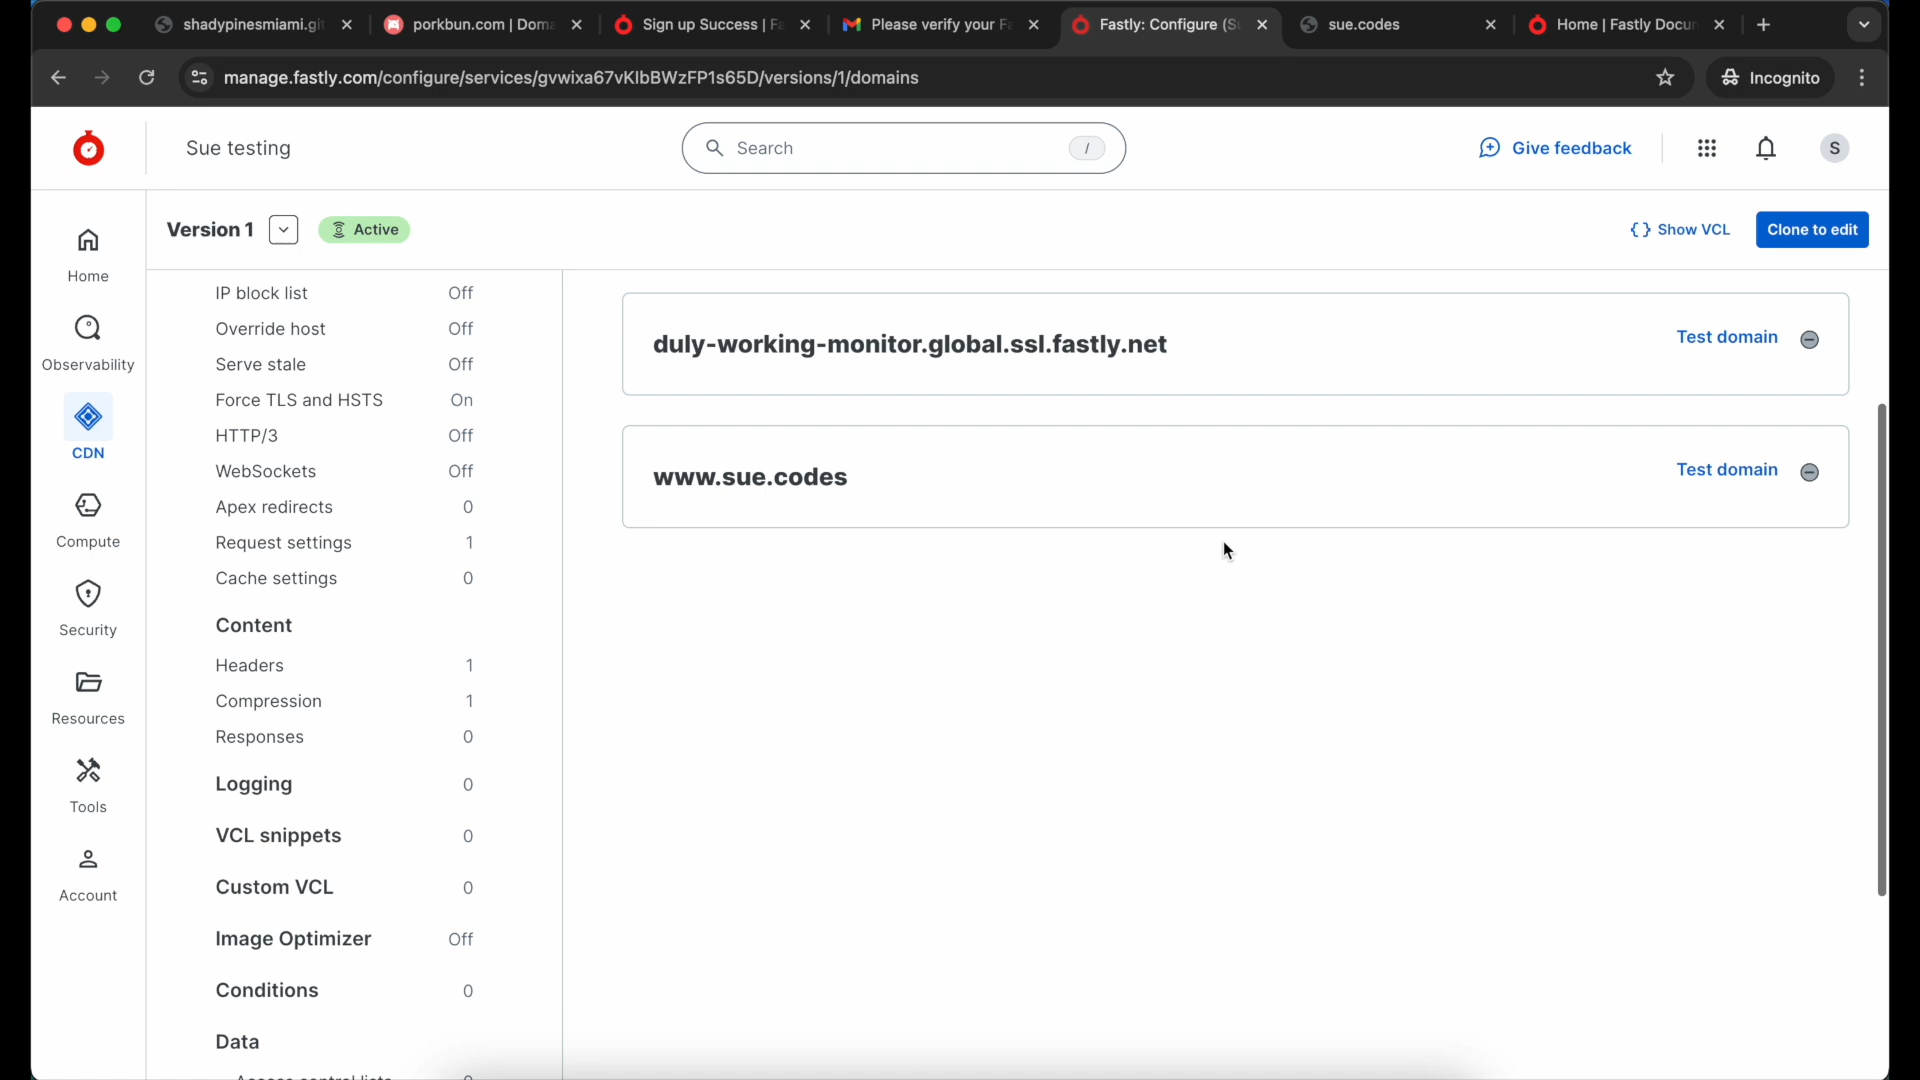 shadypinesmiami.git
porkbun.com | Doma
Sign up Success | Fa
Please verify your Fa
Fastly: Configure (Su
sue.codes
Home | Fastly Docum
manage.fastly.com/configure/services/gvwixa67vKIbBWzFP1s65D/versions/1/domains
Incognito
Sue testing
Search
/
Give feedback
S
Version 1
Active
Show VCL
Clone to edit
Home
Observability
CDN
Compute
Security
Resources
Tools
Account
IP block list Off
Override host Off
Serve stale Off
Force TLS and HSTS On
HTTP/3 Off
WebSockets Off
Apex redirects 0
Request settings 1
Cache settings 0
Content
Headers 1
Compression 1
Responses 0
Logging 0
VCL snippets 0
Custom VCL 0
Image Optimizer Off
Conditions 0
Data
Access control lists 0
duly-working-monitor.global.ssl.fastly.net
Test domain
www.sue.codes
Test domain